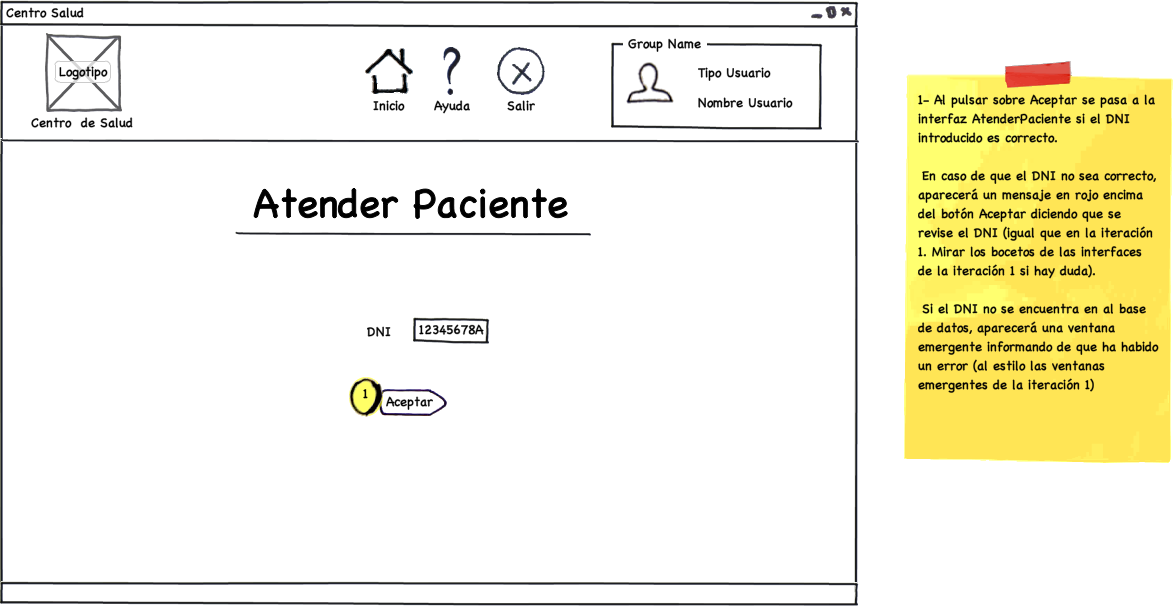 Centro Salud
Logotipo
Centro de Salud
Inicio
Ayuda
Salir
Group Name
Tipo Usuario
Nombre Usuario
Atender Paciente
DNI
12345678A
1
Aceptar
1- Al pulsar sobre Aceptar se pasa a la
interfaz AtenderPaciente si el DNI
introducido es correcto.
En caso de que el DNI no sea correcto,
aparecerá un mensaje en rojo encima
del botón Aceptar diciendo que se
revise el DNI (igual que en la iteración
1. Mirar los bocetos de las interfaces
de la iteración 1 si hay duda).
Si el DNI no se encuentra en al base
de datos, aparecerá una ventana
emergente informando de que ha habido
un error (al estilo las ventanas
emergentes de la iteración 1)